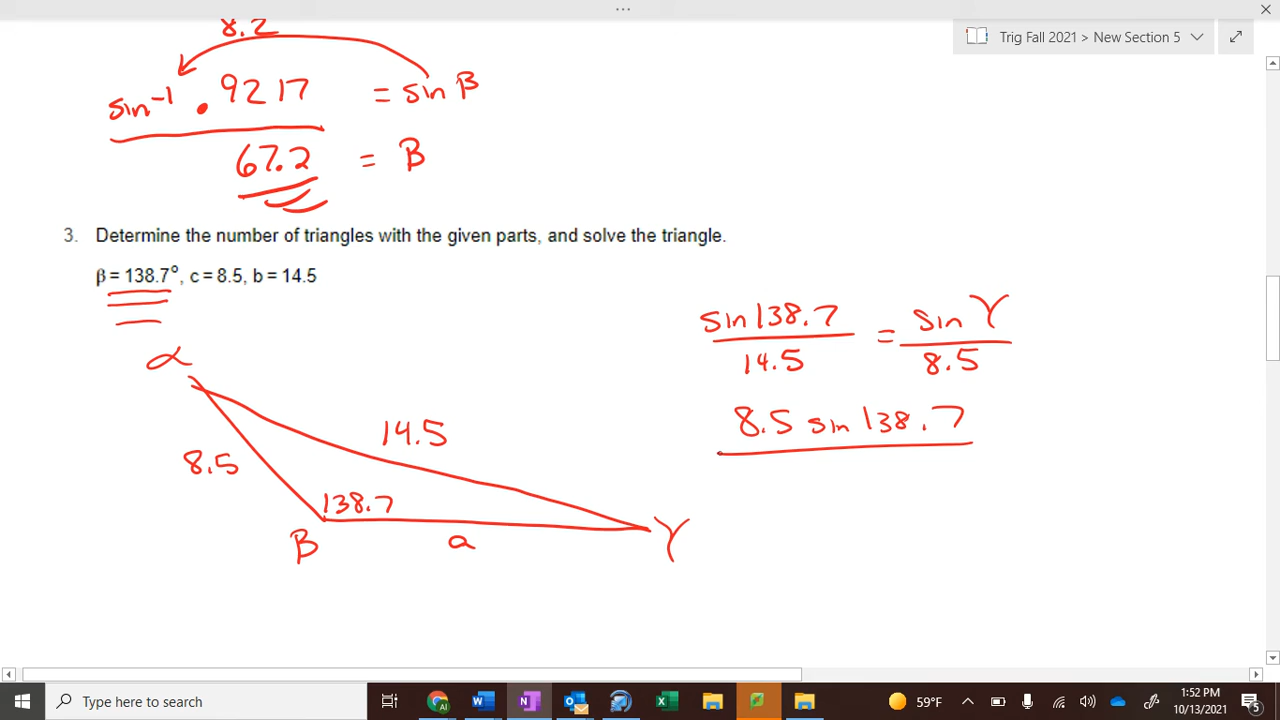 ...
Trig Fall 2021 > New Section 5
8.2
sin⁻¹ .9217 = sin β
67.2 = β
3. Determine the number of triangles with the given parts, and solve the triangle.
β = 138.7°, c = 8.5, b = 14.5
sin 138.7 / 14.5 = sin γ / 8.5
8.5 sin 138.7
α
14.5
8.5
138.7
β
a
γ
Type here to search
59°F
1:52 PM
10/13/2021
5